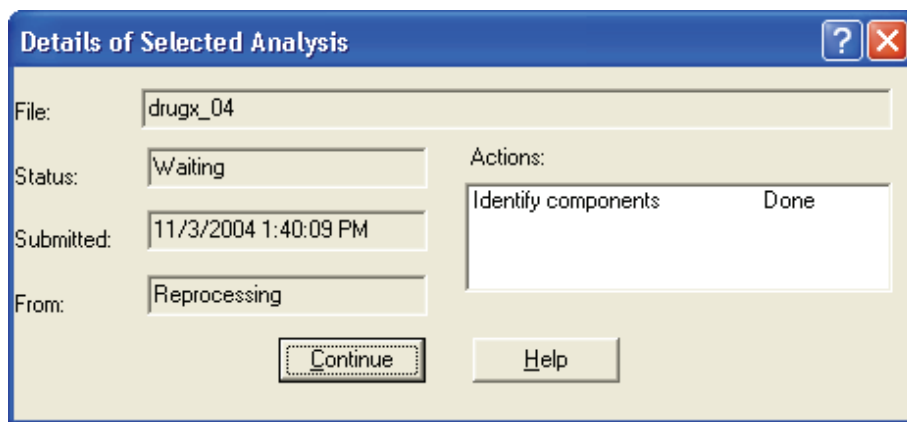 Details of Selected Analysis
File: drugx_04
Status: Waiting
Submitted: 11/3/2004 1:40:09 PM
From: Reprocessing
Actions:
Identify components Done
Continue Help